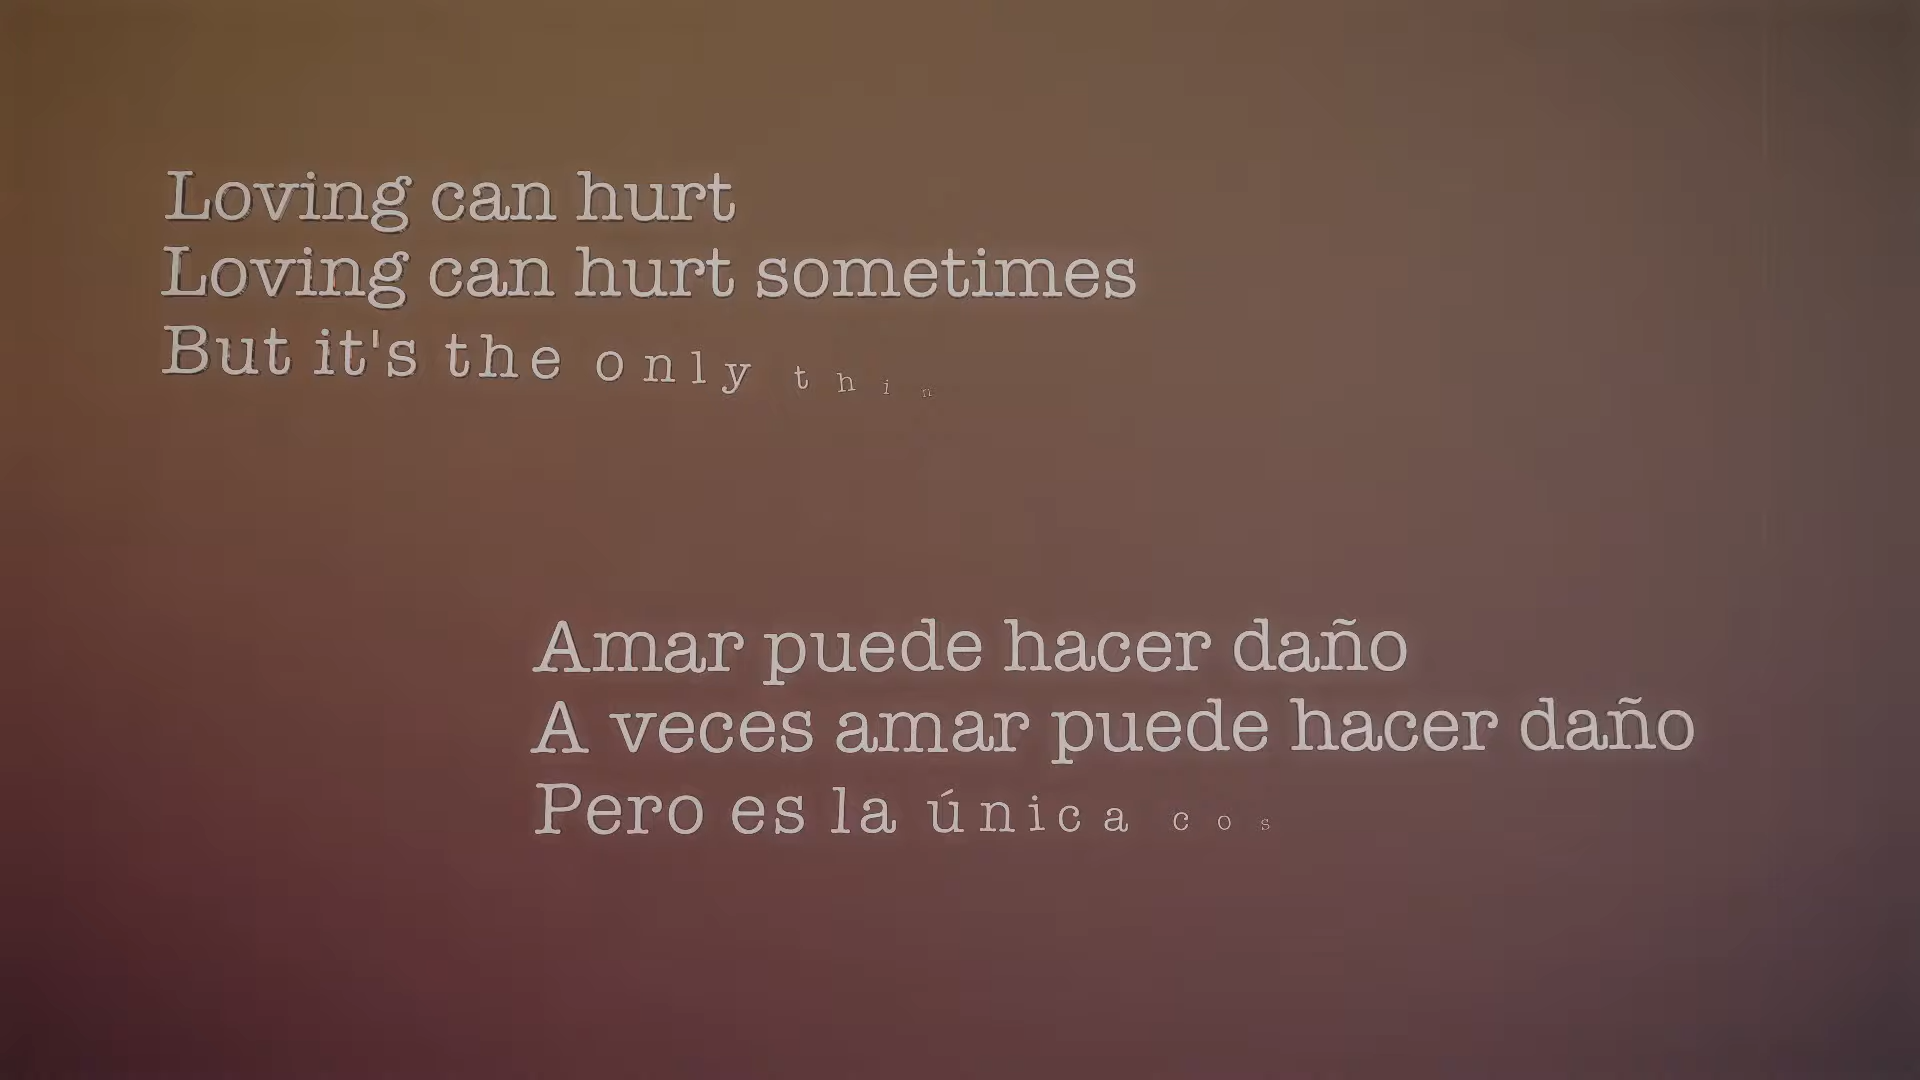 Loving can hurt
Loving can hurt sometimes
But it's the only thin
Amar puede hacer daño
A veces amar puede hacer daño
Pero es la única cos